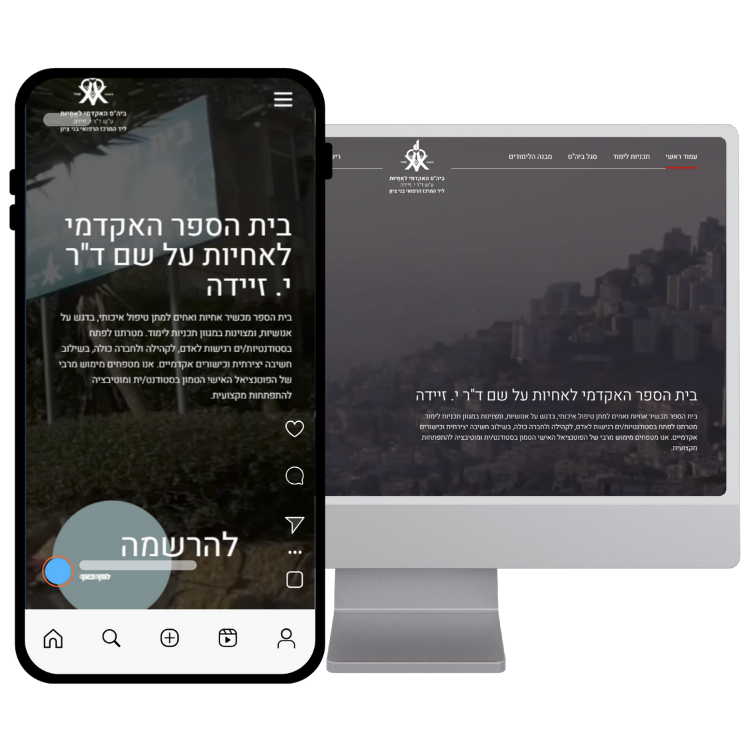 ביה"ס האקדמי לאחיות
ע"ש ד"ר י. זיידה
ליד המרכז הרפואי בני ציון
בית הספר האקדמי
לאחיות על שם ד"ר
י. זיידה
בית הספר מכשיר אחיות ואחים למתן טיפול איכותי, בדגש על
אנושיות, ומצוינות במגוון תכניות לימוד. מטרתנו לפתח
סטודנטיות/ים רגישות לאדם, לקהילה ולחברה כולה, בשילוב
חשיבה יצירתית וכישורים אקדמיים. אנו מטפחים מימוש מרבי
של הפוטנציאל האישי הטמון בסטודנט/ית ומוטיבציה
להתפתחות מקצועית.
להרשמה
עמוד ראשי
תכניות לימוד
סגל ביה"ס
מבנה הלימודים
ביה"ס האקדמי לאחיות
ע"ש ד"ר י. זיידה
ליד המרכז הרפואי בני ציון
בית הספר האקדמי לאחיות על שם ד"ר י. זיידה
בית הספר מכשיר אחיות ואחים למתן טיפול איכותי, בדגש על אנושיות, ומצוינות במגוון תכניות לימוד.
מטרתנו לפתח בסטודנטיות/ים רגישות לאדם, לקהילה ולחברה כולה, בשילוב חשיבה יצירתית וכישורים
אקדמיים. אנו מטפחים מימוש מרבי של הפוטנציאל האישי הטמון בסטודנט/ית ומוטיבציה להתפתחות
מקצועית.